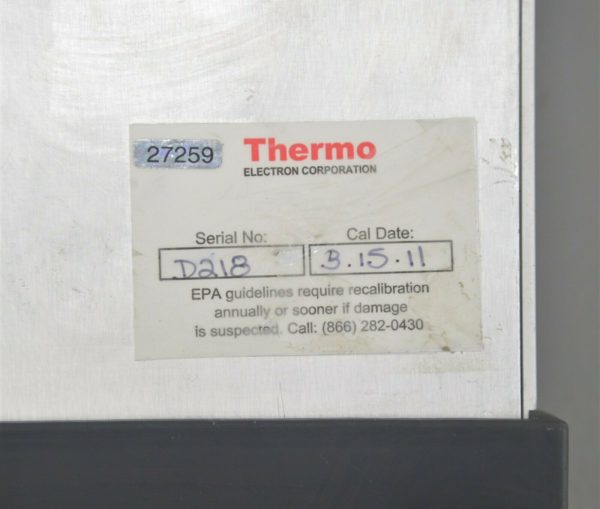 27259 Thermo
ELECTRON CORPORATION
Serial No: Cal Date:
D218 3.15.11
EPA guidelines require recalibration
annually or sooner if damage
is suspected. Call: (866) 282-0430